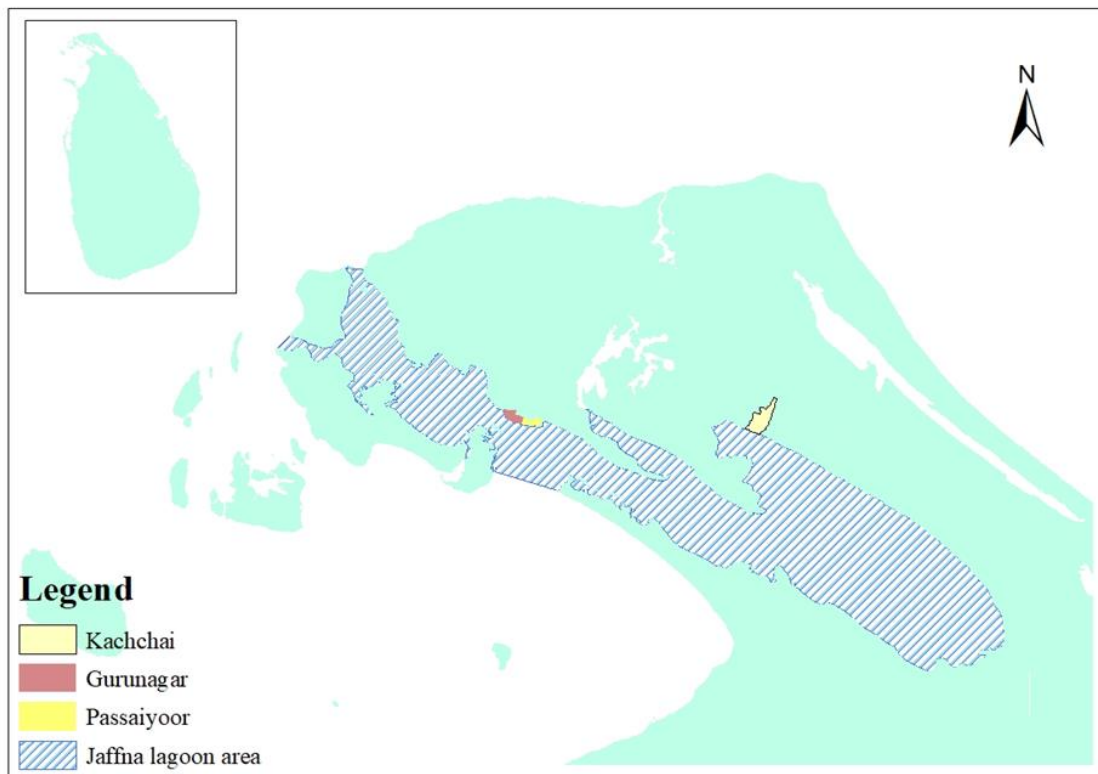 N
Legend
Kachchai
Gurunagar
Passaiyoor
Jaffna lagoon area